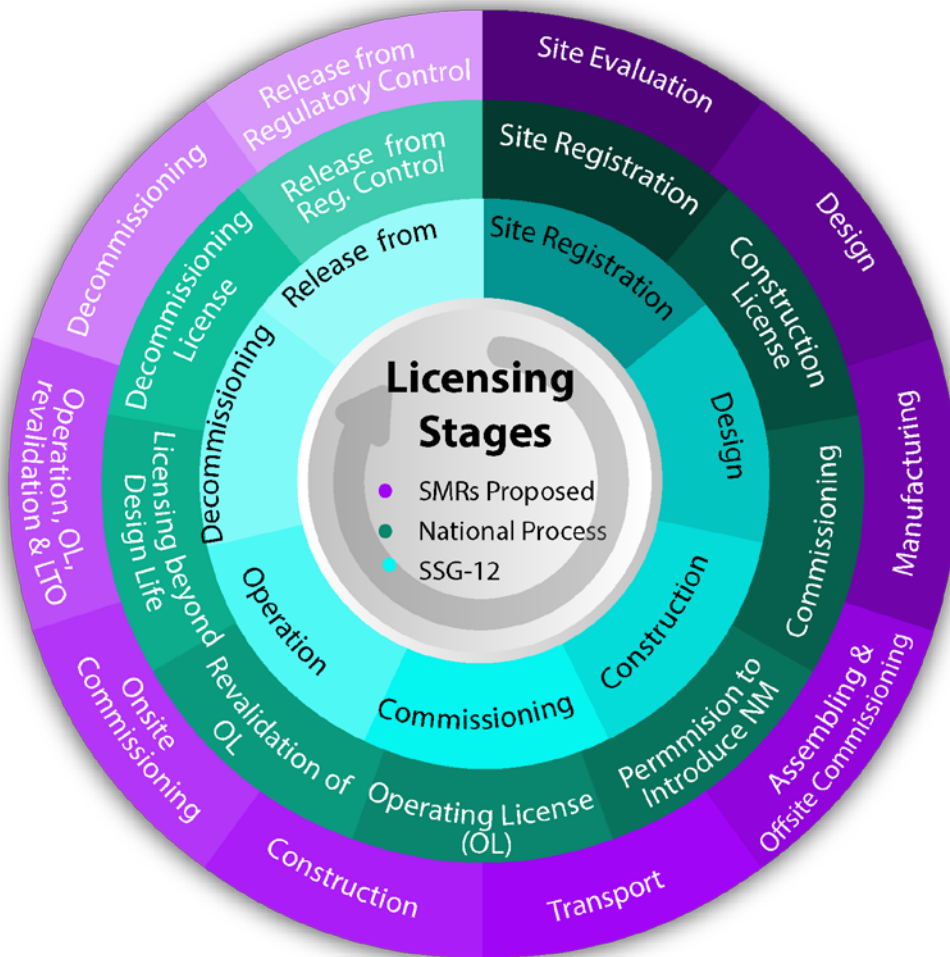 Licensing
Stages
SMRs Proposed
National Process
SSG-12
Site Evaluation
Design
Manufacturing
Assembling &
Offsite Commissioning
Transport
Construction
Onsite
Commissioning
Operation, OL,
revalidation & LTO
Decommissioning
Release from
Regulatory Control
Site Registration
Construction
License
Commissioning
Permmision to
Introduce NM
Operating License
(OL)
Revalidation of
OL
Licensing beyond
Design Life
Decommissioning
License
Release from
Reg. Control
Site Registration
Design
Construction
Commissioning
Operation
Decommissioning
Release from